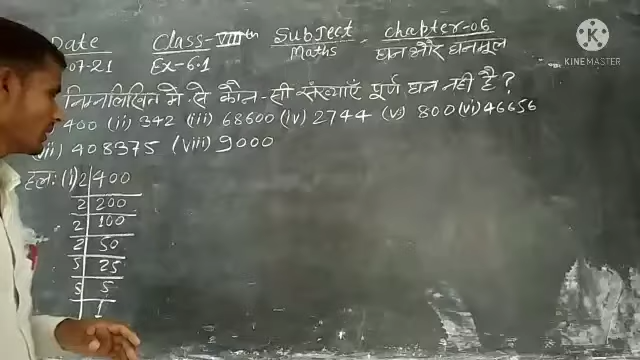 Date Class-VIIIth Subject chapter-06
07-21 Ex-6.1 Maths घन और घनमूल
निम्नलिखित मे से कौन-सी संख्याएँ पूर्ण घन नही है ?
400 (ii) 342 (iii) 68600 (iv) 2744 (v) 800 (vi) 46656
(vii) 408375 (viii) 9000
हल: (i) 2 400
2 200
2 100
2 50
5 25
5 5
1
KINEMASTER